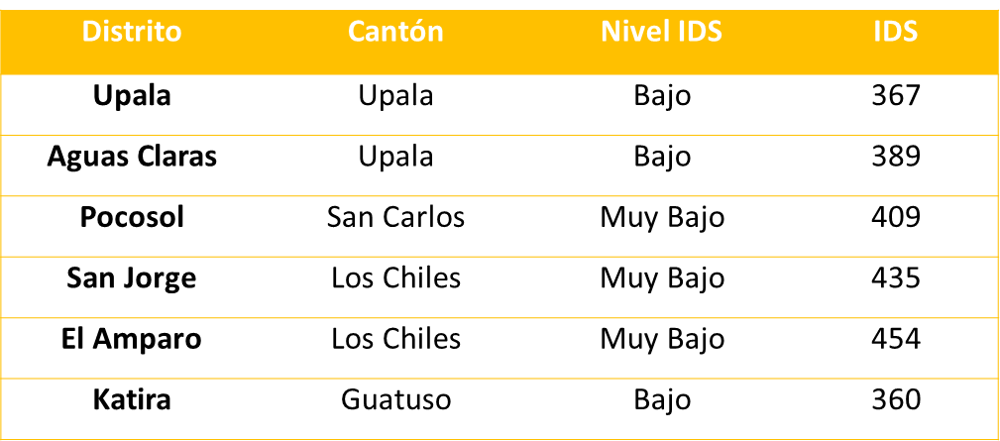 Distrito Cantón Nivel IDS IDS
Upala Upala Bajo 367
Aguas Claras Upala Bajo 389
Pocosol San Carlos Muy Bajo 409
San Jorge Los Chiles Muy Bajo 435
El Amparo Los Chiles Muy Bajo 454
Katira Guatuso Bajo 360